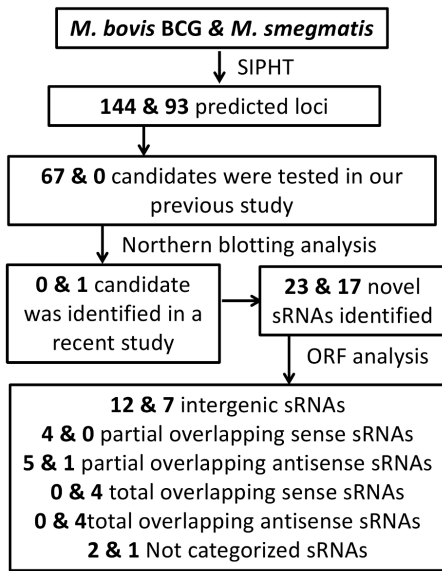 M. bovis BCG & M. smegmatis
SIPHT
144 & 93 predicted loci
67 & 0 candidates were tested in our
previous study
Northern blotting analysis
0 & 1 candidate
was identified in a
recent study
23 & 17 novel
sRNAs identified
ORF analysis
12 & 7 intergenic sRNAs
4 & 0 partial overlapping sense sRNAs
5 & 1 partial overlapping antisense sRNAs
0 & 4 total overlapping sense sRNAs
0 & 4total overlapping antisense sRNAs
2 & 1 Not categorized sRNAs